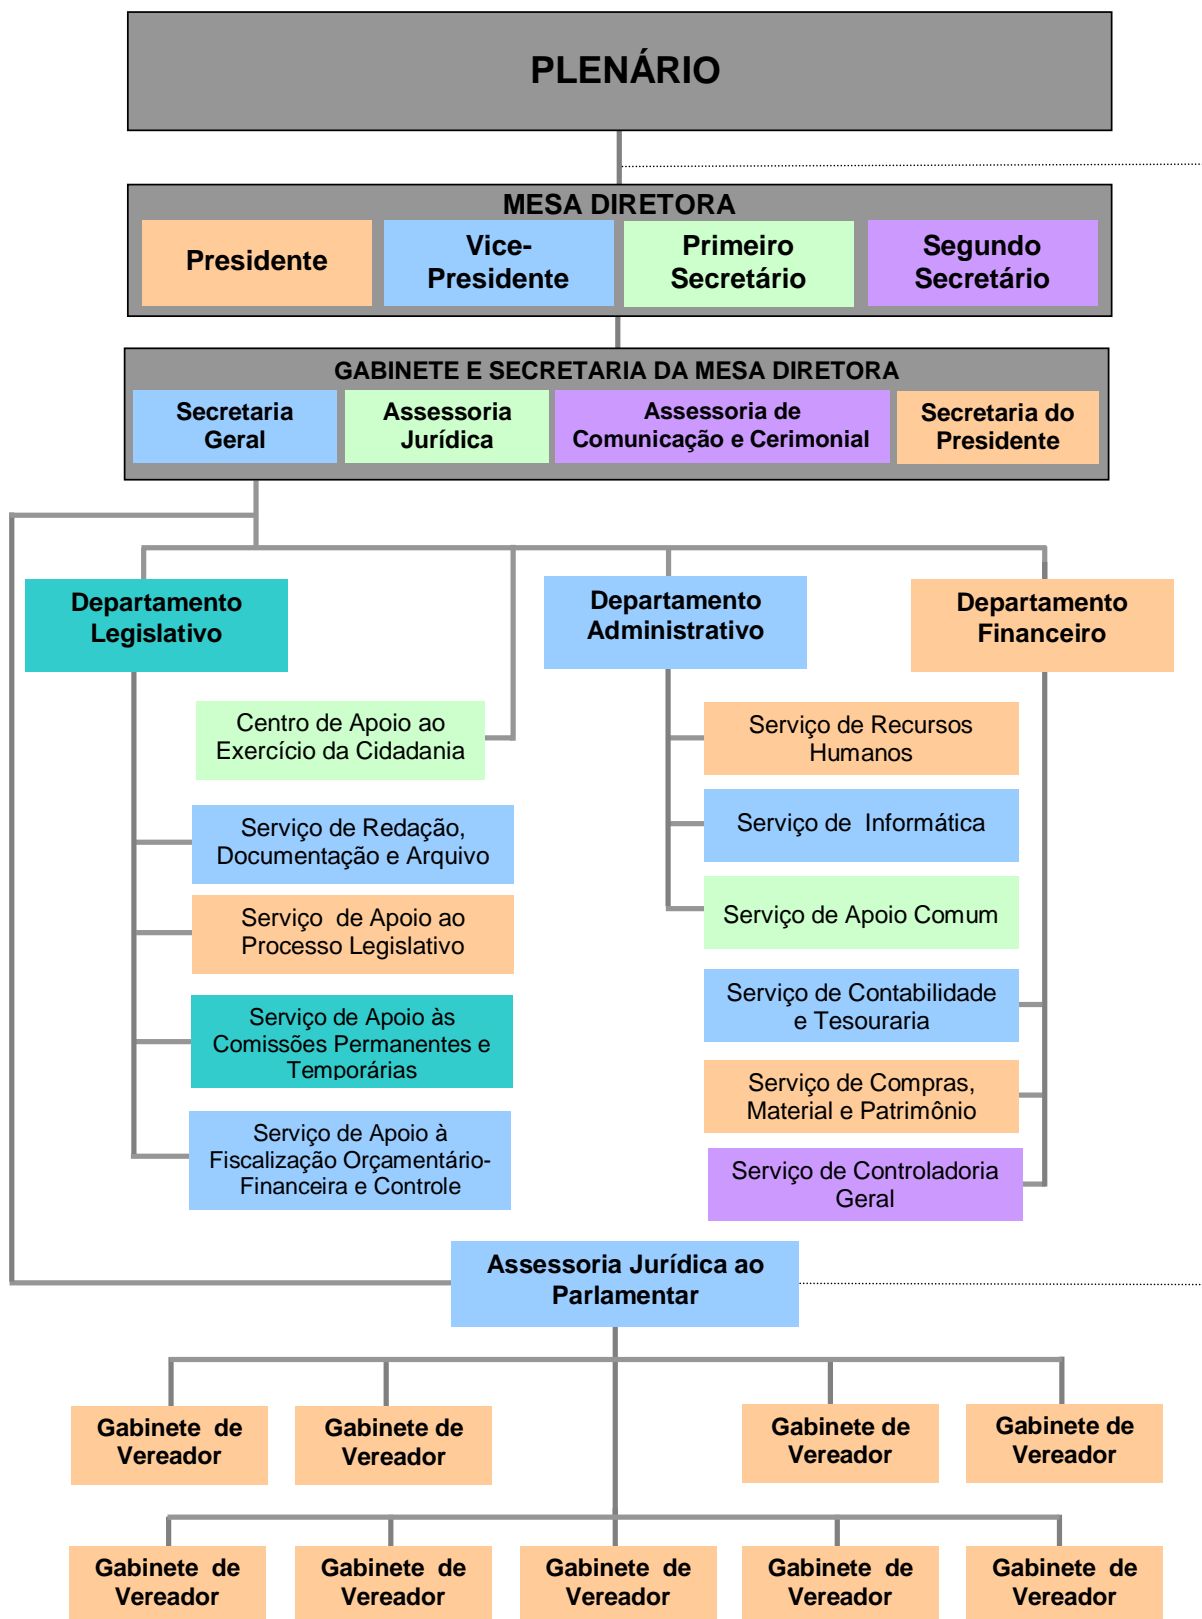 PLENÁRIO
MESA DIRETORA
Presidente
Vice-
Presidente
Primeiro
Secretário
Segundo
Secretário
GABINETE E SECRETARIA DA MESA DIRETORA
Secretaria
Geral
Assessoria
Jurídica
Assessoria de
Comunicação e Cerimonial
Secretaria do
Presidente
Departamento
Legislativo
Departamento
Administrativo
Departamento
Financeiro
Centro de Apoio ao
Exercício da Cidadania
Serviço de Redação,
Documentação e Arquivo
Serviço de Apoio ao
Processo Legislativo
Serviço de Apoio às
Comissões Permanentes e
Temporárias
Serviço de Apoio à
Fiscalização Orçamentário-
Financeira e Controle
Serviço de Recursos
Humanos
Serviço de Informática
Serviço de Apoio Comum
Serviço de Contabilidade
e Tesouraria
Serviço de Compras,
Material e Patrimônio
Serviço de Controladoria
Geral
Assessoria Jurídica ao
Parlamentar
Gabinete de
Vereador
Gabinete de
Vereador
Gabinete de
Vereador
Gabinete de
Vereador
Gabinete de
Vereador
Gabinete de
Vereador
Gabinete de
Vereador
Gabinete de
Vereador
Gabinete de
Vereador